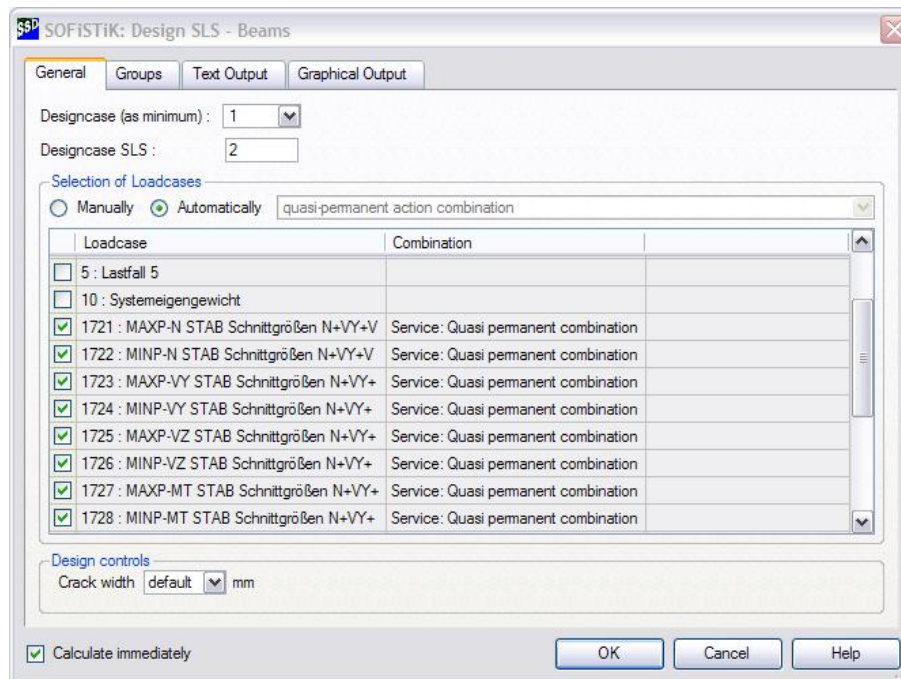 SSD SOFiSTiK: Design SLS - Beams
General Groups Text Output Graphical Output
Designcase (as minimum) : 1
Designcase SLS : 2
Selection of Loadcases
Manually Automatically quasi-permanent action combination
Loadcase Combination
5 : Lastfall 5
10 : Systemeigengewicht
1721 : MAXP-N STAB Schnittgrößen N+VY+V Service: Quasi permanent combination
1722 : MINP-N STAB Schnittgrößen N+VY+V Service: Quasi permanent combination
1723 : MAXP-VY STAB Schnittgrößen N+VY+ Service: Quasi permanent combination
1724 : MINP-VY STAB Schnittgrößen N+VY+ Service: Quasi permanent combination
1725 : MAXP-VZ STAB Schnittgrößen N+VY+ Service: Quasi permanent combination
1726 : MINP-VZ STAB Schnittgrößen N+VY+ Service: Quasi permanent combination
1727 : MAXP-MT STAB Schnittgrößen N+VY+ Service: Quasi permanent combination
1728 : MINP-MT STAB Schnittgrößen N+VY+ Service: Quasi permanent combination
Design controls
Crack width default mm
Calculate immediately OK Cancel Help